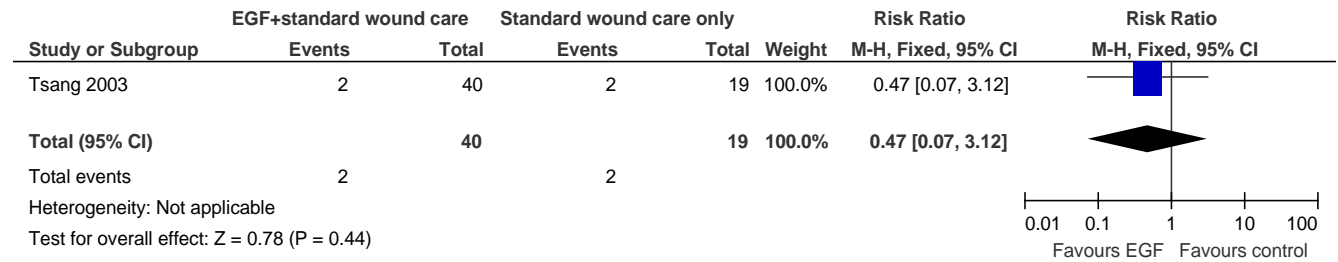 EGF+standard wound care Standard wound care only Risk Ratio Risk Ratio
Study or Subgroup Events Total Events Total Weight M-H, Fixed, 95% CI M-H, Fixed, 95% CI
Tsang 2003 2 40 2 19 100.0% 0.47 [0.07, 3.12]
Total (95% CI) 40 19 100.0% 0.47 [0.07, 3.12]
Total events 2 2
Heterogeneity: Not applicable
Test for overall effect: Z = 0.78 (P = 0.44)
0.01 0.1 1 10 100
Favours EGF Favours control